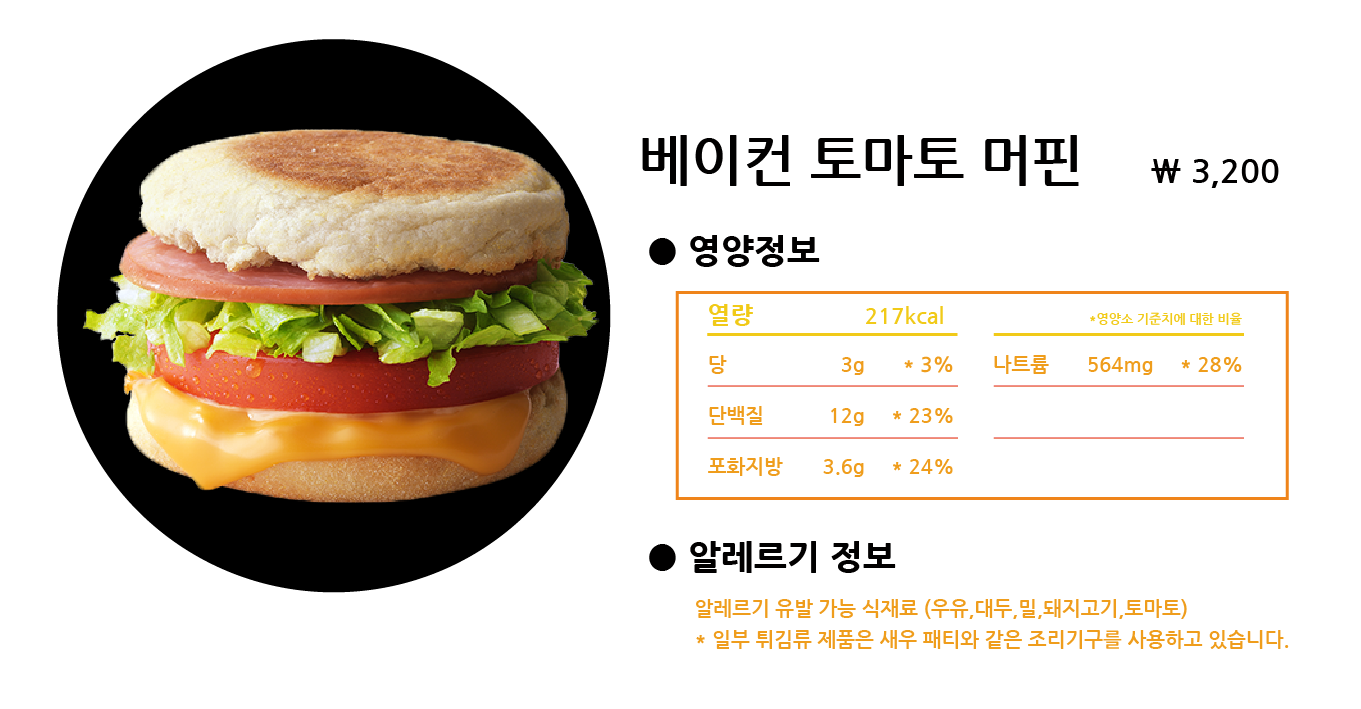 베이컨 토마토 머핀 ₩ 3,200
● 영양정보
열량 217kcal *영양소 기준치에 대한 비율
당 3g * 3% 나트륨 564mg * 28%
단백질 12g * 23%
포화지방 3.6g * 24%
● 알레르기 정보
알레르기 유발 가능 식재료 (우유,대두,밀,돼지고기,토마토)
* 일부 튀김류 제품은 새우 패티와 같은 조리기구를 사용하고 있습니다.